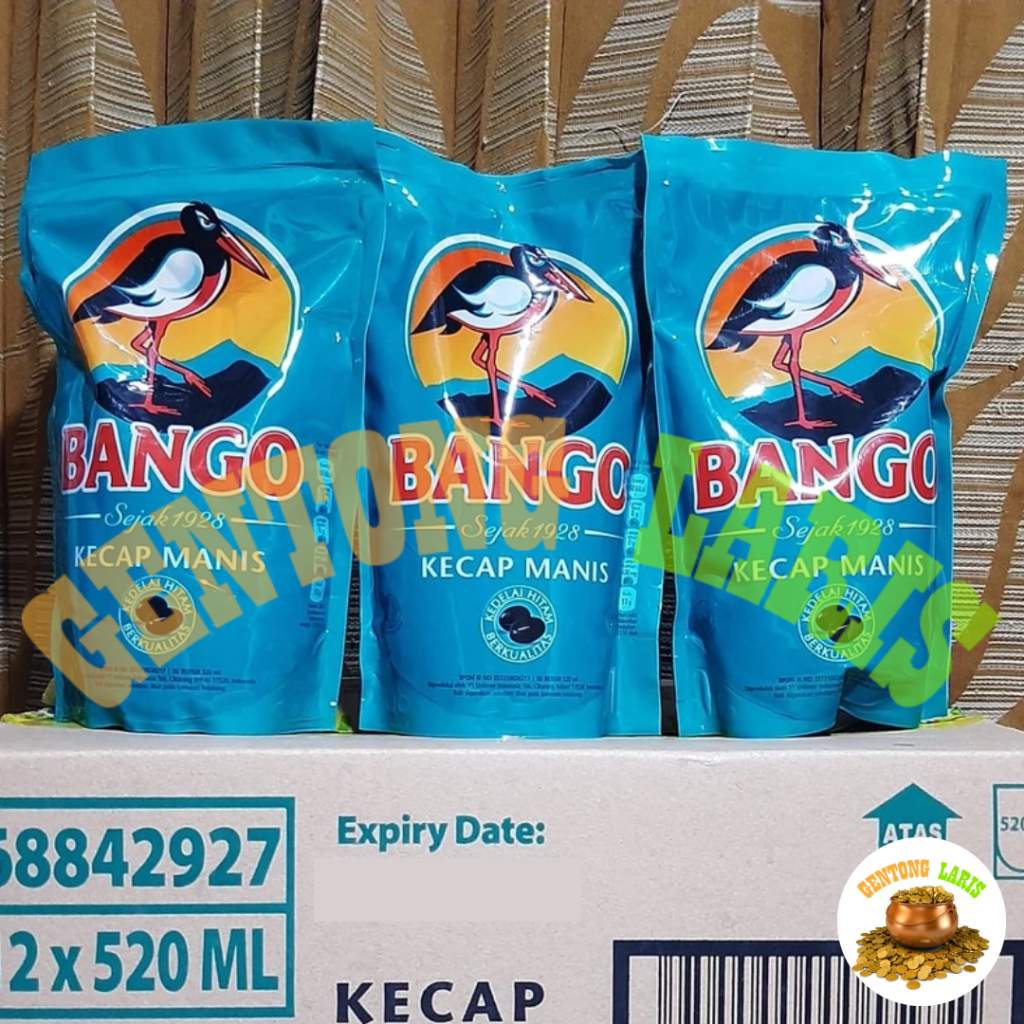 BANGO
Sejak 1928
KECAP MANIS
KEDELAI HITAM
BERKUALITAS
BANGO
Sejak 1928
KECAP MANIS
KEDELAI HITAM
BERKUALITAS
BANGO
Sejak 1928
KECAP MANIS
KEDELAI HITAM
BERKUALITAS
GENTONG LARIS
58842927
12 x 520 ML
Expiry Date:
KECAP
ATAS
520
GENTONG LARIS